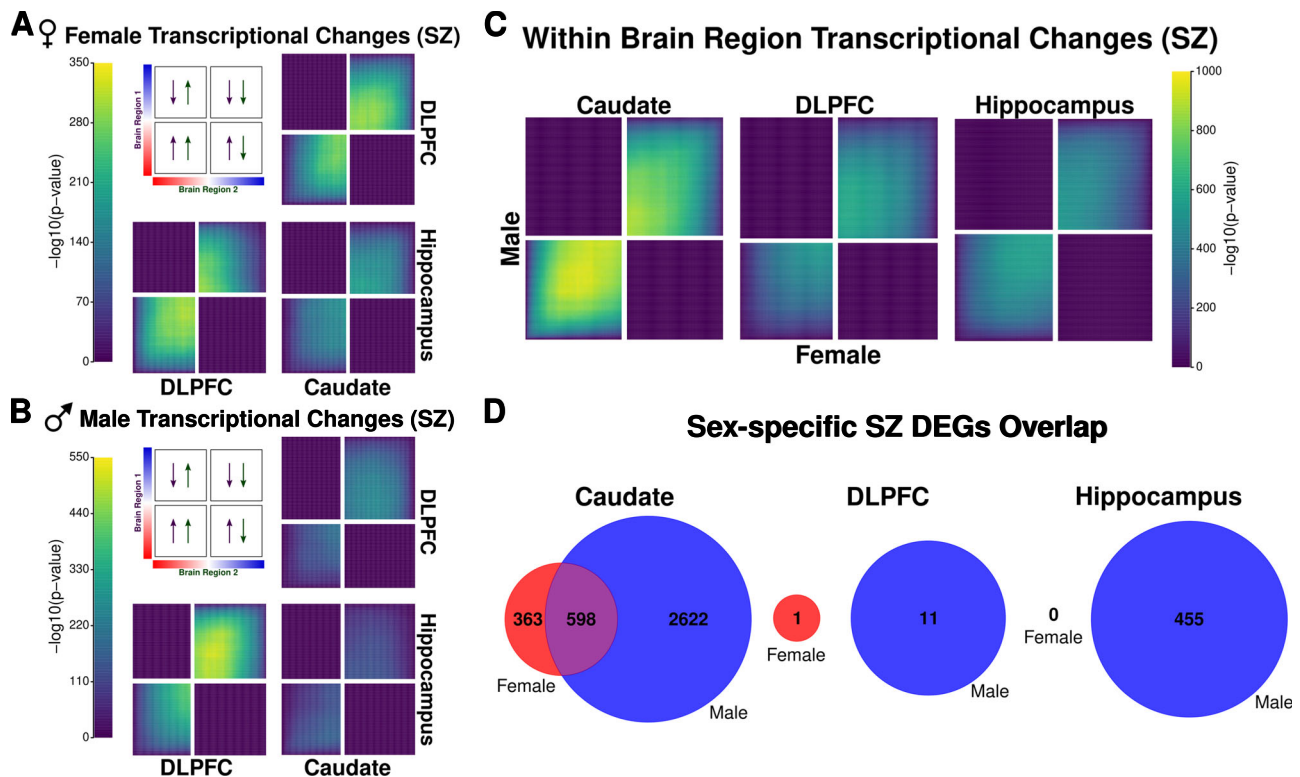 A
♀ Female Transcriptional Changes (SZ)
350
280
210
140
70
0
−log10(p−value)
Brain Region 1
Brain Region 2
DLPFC
Hippocampus
DLPFC
Caudate
B
♂ Male Transcriptional Changes (SZ)
550
440
330
220
110
0
−log10(p−value)
Brain Region 1
Brain Region 2
DLPFC
Hippocampus
DLPFC
Caudate
C
Within Brain Region Transcriptional Changes (SZ)
Caudate
DLPFC
Hippocampus
Male
Female
1000
800
600
400
200
0
−log10(p−value)
D
Sex-specific SZ DEGs Overlap
Caudate
DLPFC
Hippocampus
363
598
2622
Female
Male
1
Female
11
Male
0
Female
455
Male